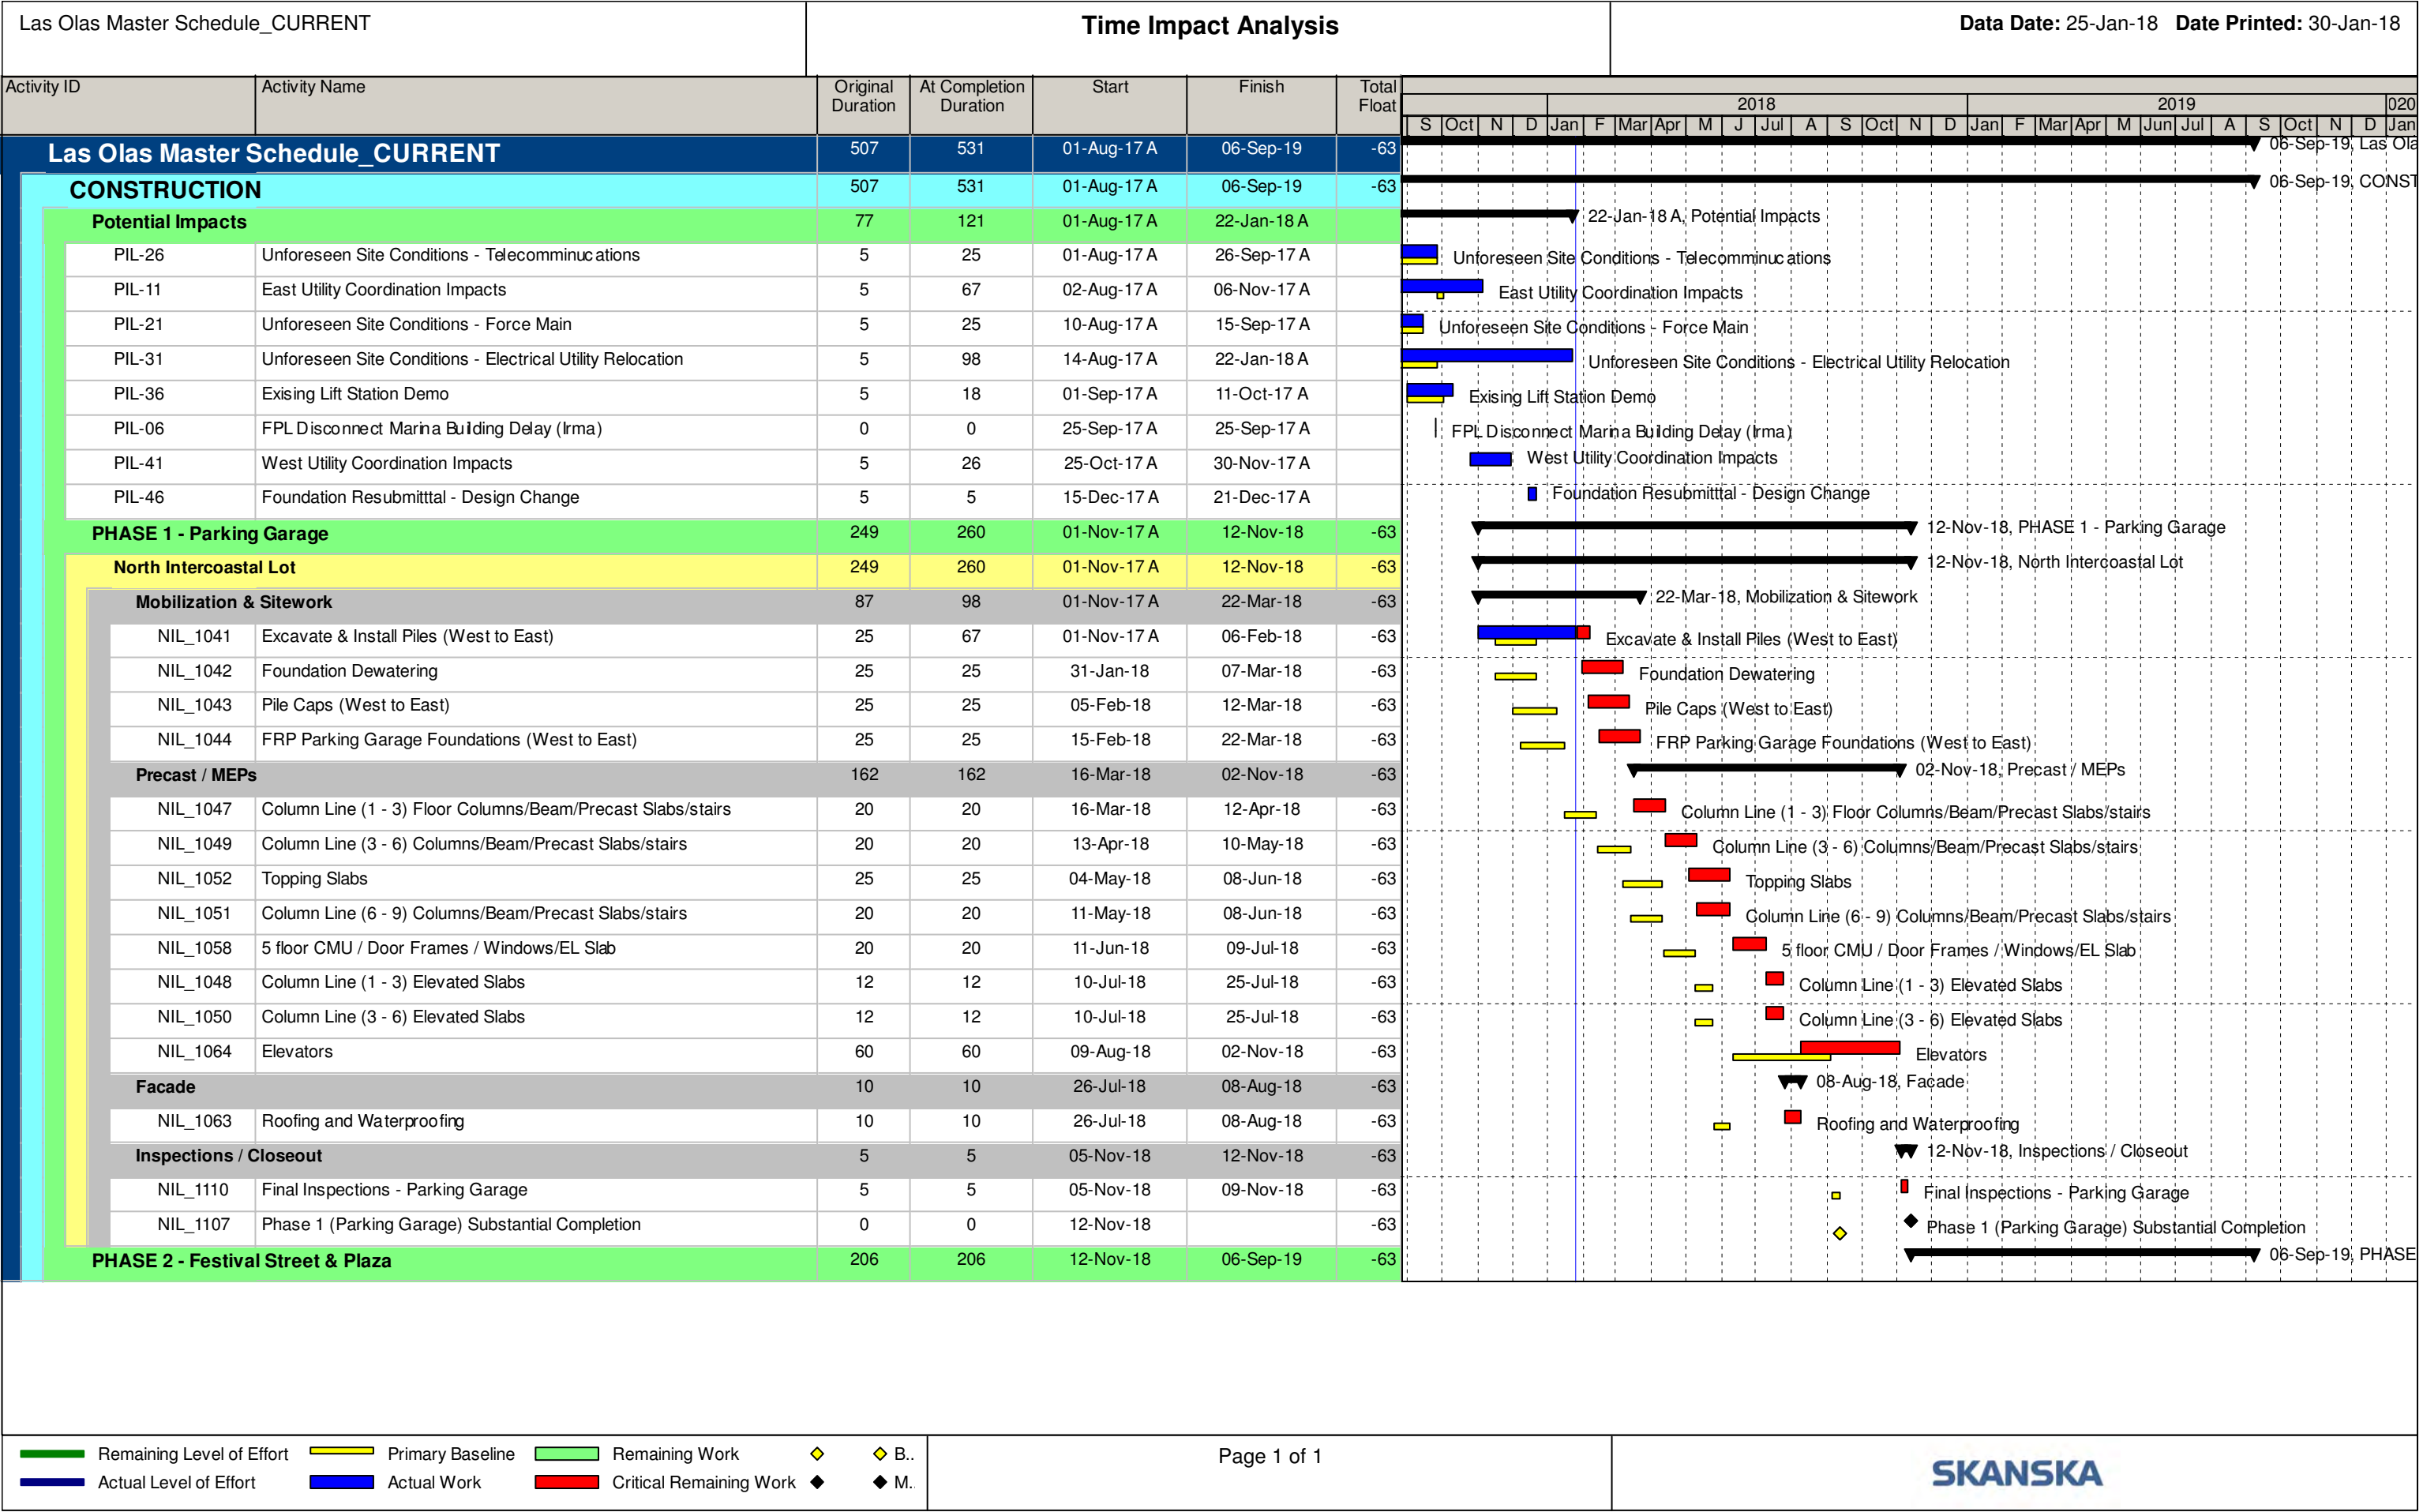 Las Olas Master Schedule_CURRENT
Time Impact Analysis
Data Date: 25-Jan-18 Date Printed: 30-Jan-18
Activity ID Activity Name Original Duration At Completion Duration Start Finish Total Float
2018 2019 020
S Oct N D Jan F Mar Apr M J Jul A S Oct N D Jan F Mar Apr M Jun Jul A S Oct N D Jan
Las Olas Master Schedule_CURRENT 507 531 01-Aug-17 A 06-Sep-19 -63 06-Sep-19, Las Ola
CONSTRUCTION 507 531 01-Aug-17 A 06-Sep-19 -63 06-Sep-19, CONST
Potential Impacts 77 121 01-Aug-17 A 22-Jan-18 A 22-Jan-18 A, Potential Impacts
PIL-26 Unforeseen Site Conditions - Telecomminucations 5 25 01-Aug-17 A 26-Sep-17 A Unforeseen Site Conditions - Telecomminucations
PIL-11 East Utility Coordination Impacts 5 67 02-Aug-17 A 06-Nov-17 A East Utility Coordination Impacts
PIL-21 Unforeseen Site Conditions - Force Main 5 25 10-Aug-17 A 15-Sep-17 A Unforeseen Site Conditions - Force Main
PIL-31 Unforeseen Site Conditions - Electrical Utility Relocation 5 98 14-Aug-17 A 22-Jan-18 A Unforeseen Site Conditions - Electrical Utility Relocation
PIL-36 Exising Lift Station Demo 5 18 01-Sep-17 A 11-Oct-17 A Exising Lift Station Demo
PIL-06 FPL Disconnect Marina Building Delay (Irma) 0 0 25-Sep-17 A 25-Sep-17 A FPL Disconnect Marina Building Delay (Irma)
PIL-41 West Utility Coordination Impacts 5 26 25-Oct-17 A 30-Nov-17 A West Utility Coordination Impacts
PIL-46 Foundation Resubmitttal - Design Change 5 5 15-Dec-17 A 21-Dec-17 A Foundation Resubmitttal - Design Change
PHASE 1 - Parking Garage 249 260 01-Nov-17 A 12-Nov-18 -63 12-Nov-18, PHASE 1 - Parking Garage
North Intercoastal Lot 249 260 01-Nov-17 A 12-Nov-18 -63 12-Nov-18, North Intercoastal Lot
Mobilization & Sitework 87 98 01-Nov-17 A 22-Mar-18 -63 22-Mar-18, Mobilization & Sitework
NIL_1041 Excavate & Install Piles (West to East) 25 67 01-Nov-17 A 06-Feb-18 -63 Excavate & Install Piles (West to East)
NIL_1042 Foundation Dewatering 25 25 31-Jan-18 07-Mar-18 -63 Foundation Dewatering
NIL_1043 Pile Caps (West to East) 25 25 05-Feb-18 12-Mar-18 -63 Pile Caps (West to East)
NIL_1044 FRP Parking Garage Foundations (West to East) 25 25 15-Feb-18 22-Mar-18 -63 FRP Parking Garage Foundations (West to East)
Precast / MEPs 162 162 16-Mar-18 02-Nov-18 -63 02-Nov-18, Precast / MEPs
NIL_1047 Column Line (1 - 3) Floor Columns/Beam/Precast Slabs/stairs 20 20 16-Mar-18 12-Apr-18 -63 Column Line (1 - 3) Floor Columns/Beam/Precast Slabs/stairs
NIL_1049 Column Line (3 - 6) Columns/Beam/Precast Slabs/stairs 20 20 13-Apr-18 10-May-18 -63 Column Line (3 - 6) Columns/Beam/Precast Slabs/stairs
NIL_1052 Topping Slabs 25 25 04-May-18 08-Jun-18 -63 Topping Slabs
NIL_1051 Column Line (6 - 9) Columns/Beam/Precast Slabs/stairs 20 20 11-May-18 08-Jun-18 -63 Column Line (6 - 9) Columns/Beam/Precast Slabs/stairs
NIL_1058 5 floor CMU / Door Frames / Windows/EL Slab 20 20 11-Jun-18 09-Jul-18 -63 5 floor CMU / Door Frames / Windows/EL Slab
NIL_1048 Column Line (1 - 3) Elevated Slabs 12 12 10-Jul-18 25-Jul-18 -63 Column Line (1 - 3) Elevated Slabs
NIL_1050 Column Line (3 - 6) Elevated Slabs 12 12 10-Jul-18 25-Jul-18 -63 Column Line (3 - 6) Elevated Slabs
NIL_1064 Elevators 60 60 09-Aug-18 02-Nov-18 -63 Elevators
Facade 10 10 26-Jul-18 08-Aug-18 -63 08-Aug-18, Facade
NIL_1063 Roofing and Waterproofing 10 10 26-Jul-18 08-Aug-18 -63 Roofing and Waterproofing
Inspections / Closeout 5 5 05-Nov-18 12-Nov-18 -63 12-Nov-18, Inspections / Closeout
NIL_1110 Final Inspections - Parking Garage 5 5 05-Nov-18 09-Nov-18 -63 Final Inspections - Parking Garage
NIL_1107 Phase 1 (Parking Garage) Substantial Completion 0 0 12-Nov-18 -63 Phase 1 (Parking Garage) Substantial Completion
PHASE 2 - Festival Street & Plaza 206 206 12-Nov-18 06-Sep-19 -63 06-Sep-19, PHASE
Remaining Level of Effort Primary Baseline Remaining Work B..
Actual Level of Effort Actual Work Critical Remaining Work M.
Page 1 of 1
SKANSKA